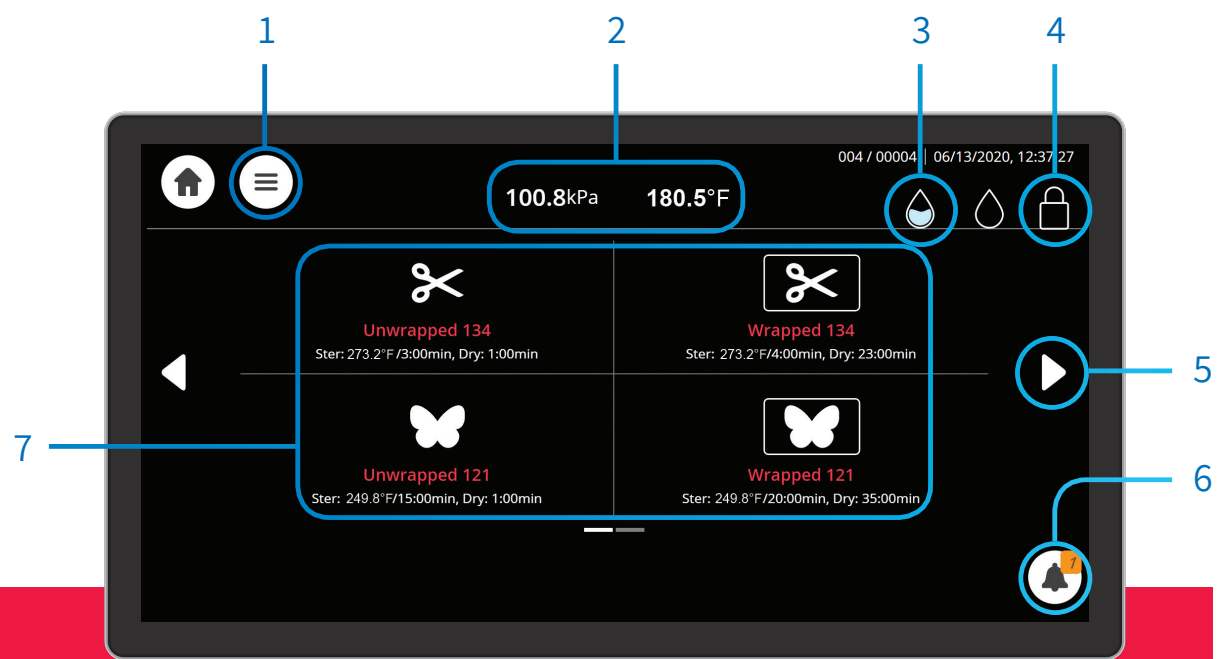 1
2
3
4
004 / 00004 | 06/13/2020, 12:37:27
100.8kPa 180.5°F
Unwrapped 134
Ster: 273.2°F/3:00min, Dry: 1:00min
Wrapped 134
Ster: 273.2°F/4:00min, Dry: 23:00min
5
7
Unwrapped 121
Ster: 249.8°F/15:00min, Dry: 1:00min
Wrapped 121
Ster: 249.8°F/20:00min, Dry: 35:00min
6
1